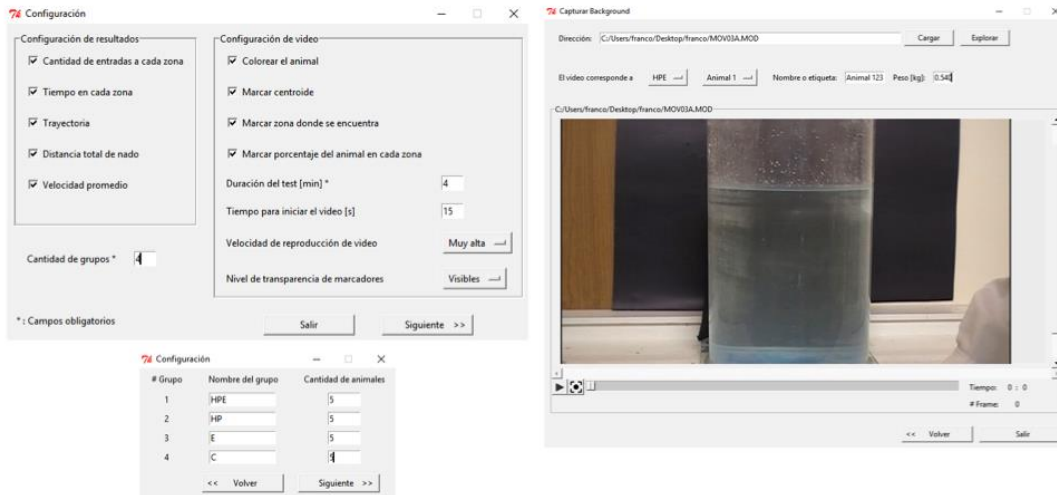 Configuración
Configuración de resultados
Cantidad de entradas a cada zona
Tiempo en cada zona
Trayectoria
Distancia total de nado
Velocidad promedio
Cantidad de grupos * 4
* : Campos obligatorios
Configuración de video
Colorear el animal
Marcar centroide
Marcar zona donde se encuentra
Marcar porcentaje del animal en cada zona
Duración del test [min] * 4
Tiempo para iniciar el video [s] 15
Velocidad de reproducción de video Muy alta
Nivel de transparencia de marcadores Visibles
Salir Siguiente >>
Configuración
# Grupo Nombre del grupo Cantidad de animales
1 HPE 5
2 HP 5
3 E 5
4 C 5
<< Volver Siguiente >>
Capturar Background
Dirección: C:/Users/franco/Desktop/franco/MOV03A.MOD Cargar Explorar
El video corresponde a HPE Animal 1 Nombre o etiqueta: Animal 123 Peso [kg]: 0.540
C:/Users/franco/Desktop/franco/MOV03A.MOD
Tiempo: 0 : 0
# Frame: 0
<< Volver Salir